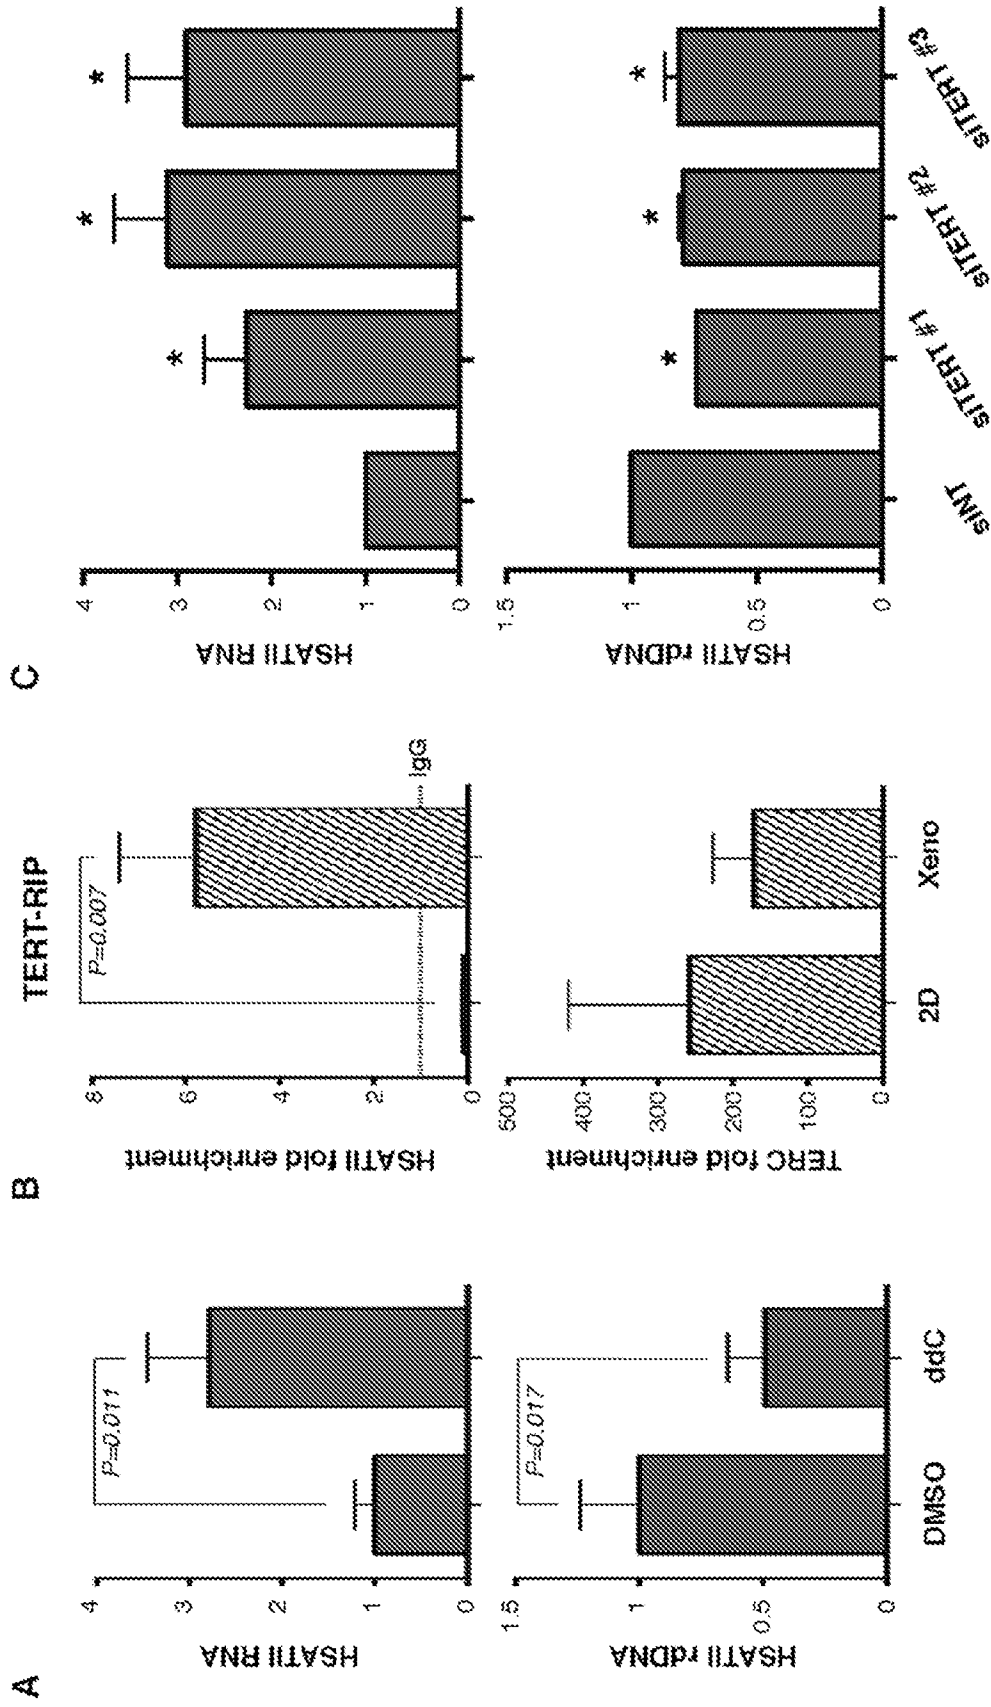 A
HSATII RNA
4
3
2
1
0
P=0.011
HSATII rdDNA
1.5
1
0.5
0
P=0.017
DMSO
ddC
B
TERT-RIP
HSATII fold enrichment
8
6
4
2
0
P=0.007
IgG
TERC fold enrichment
500
400
300
200
100
0
2D
Xeno
C
HSATII RNA
4
3
2
1
0
*
*
*
HSATII rdDNA
1.5
1
0.5
0
*
*
*
siNT
siTERT #1
siTERT #2
siTERT #3